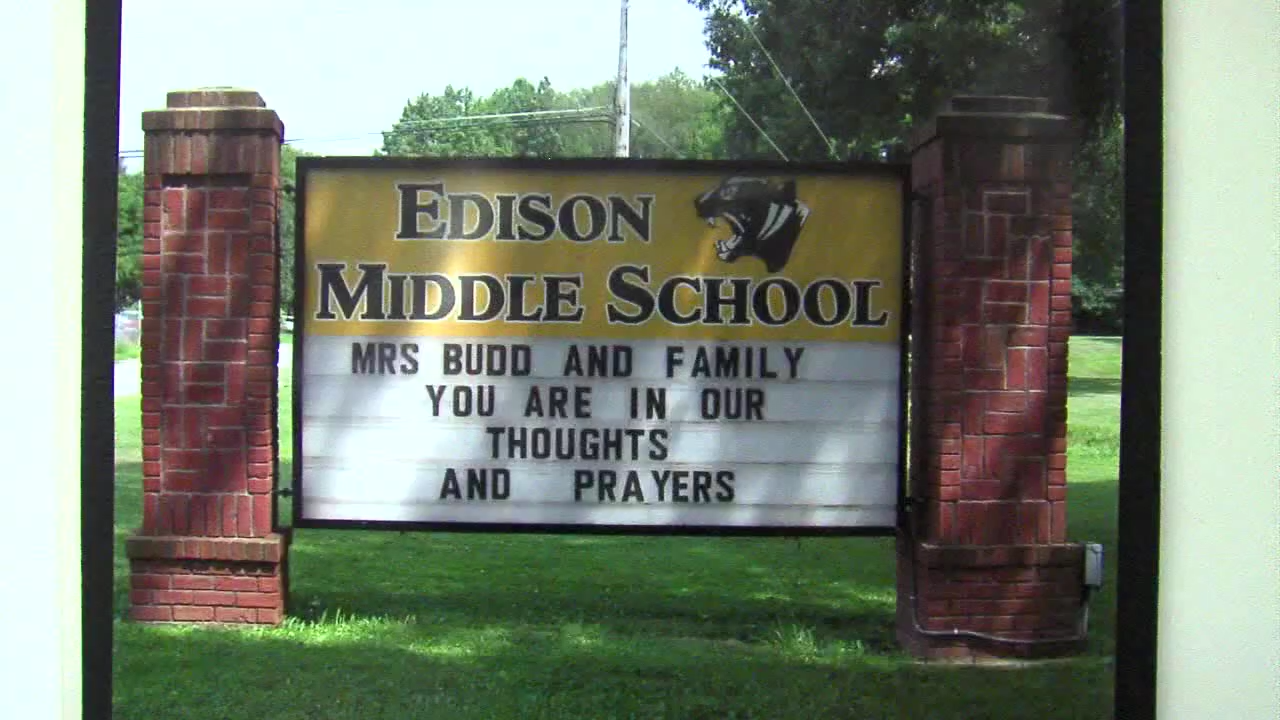 EDISON
MIDDLE SCHOOL
MRS BUDD AND FAMILY
YOU ARE IN OUR
THOUGHTS
AND PRAYERS